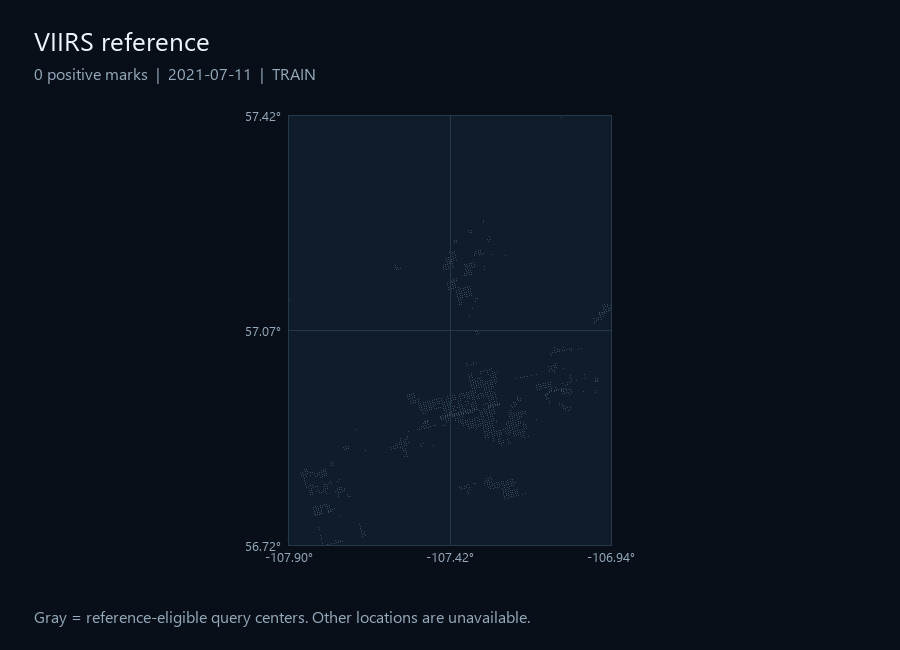 VIIRS reference
0 positive marks | 2021-07-11 | TRAIN
57.42°
57.07°
56.72°
-107.90° -107.42° -106.94°
Gray = reference-eligible query centers. Other locations are unavailable.